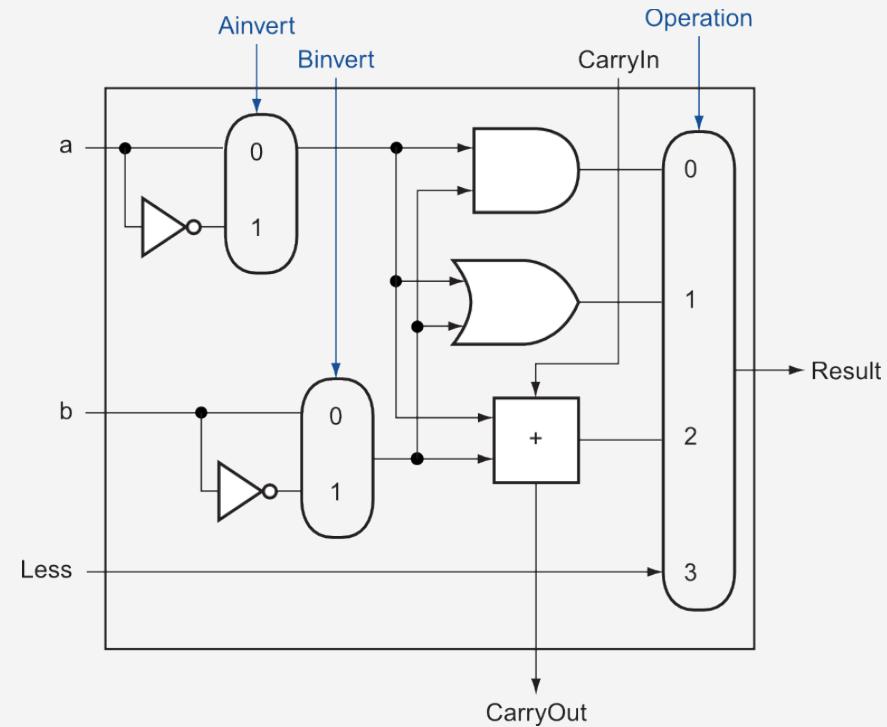 Operation
Ainvert
Binvert
CarryIn
a
0
0
1
1
Result
b
0
+
2
1
Less
3
CarryOut